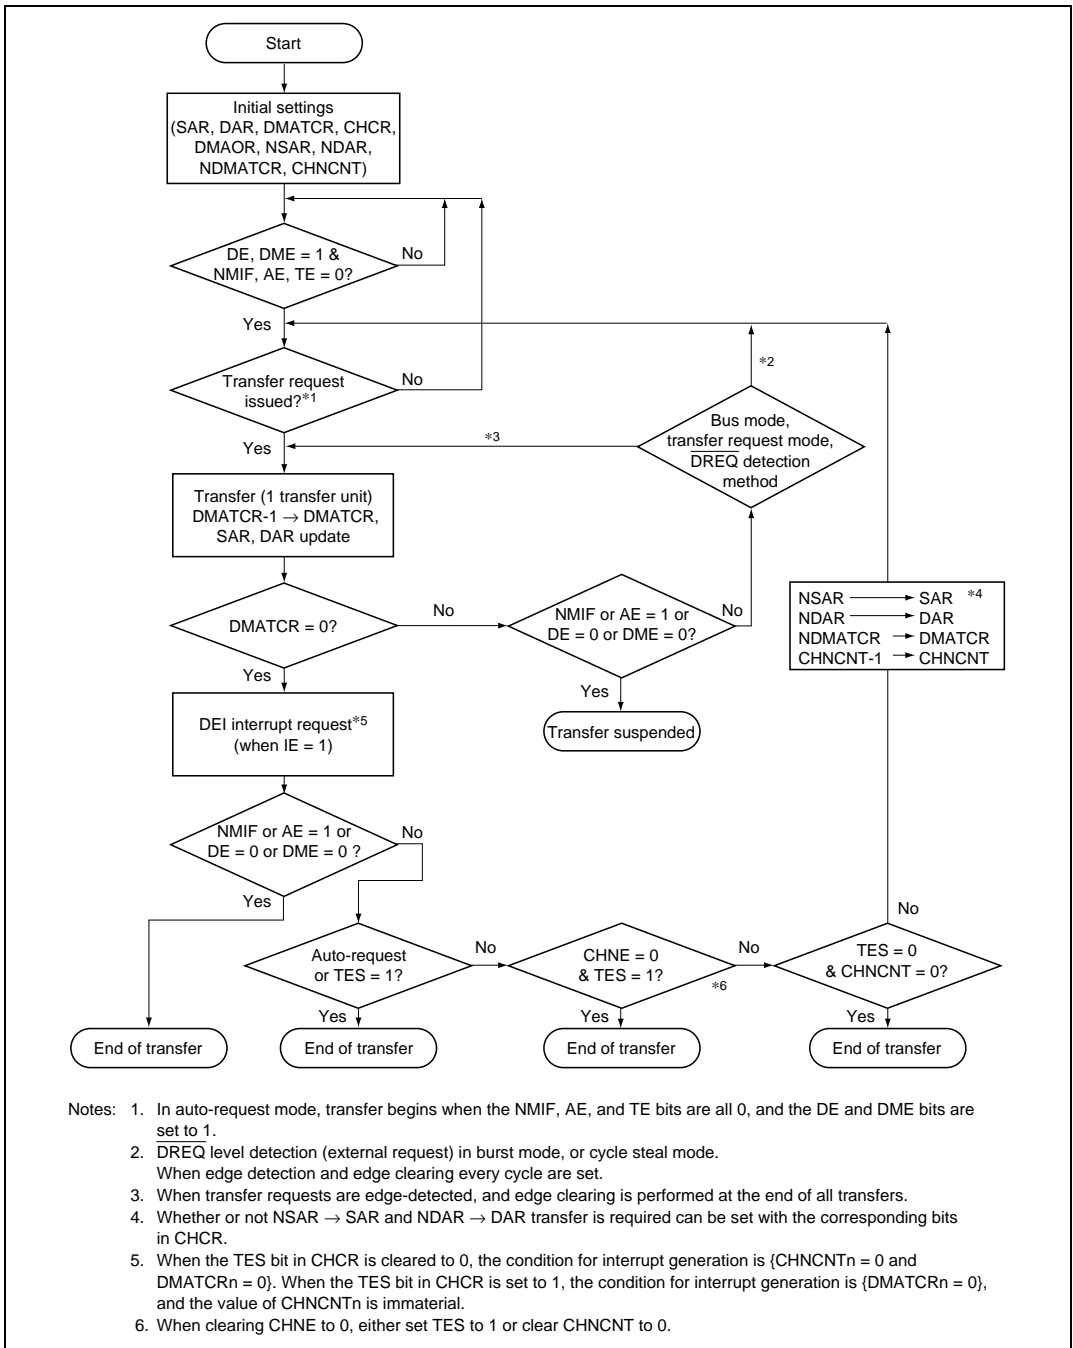 Start
Initial settings
(SAR, DAR, DMATCR, CHCR,
DMAOR, NSAR, NDAR,
NDMATCR, CHNCNT)
DE, DME = 1 &
NMIF, AE, TE = 0?
No
Yes
Transfer request
issued?*1
No
*2
Bus mode,
transfer request mode,
DREQ detection
method
*3
Yes
Transfer (1 transfer unit)
DMATCR-1 → DMATCR,
SAR, DAR update
DMATCR = 0?
No
NMIF or AE = 1 or
DE = 0 or DME = 0?
No
NSAR → SAR *4
NDAR → DAR
NDMATCR → DMATCR
CHNCNT-1 → CHNCNT
Yes
Yes
DEI interrupt request*5
(when IE = 1)
Transfer suspended
NMIF or AE = 1 or
DE = 0 or DME = 0 ?
No
Yes
No
Auto-request
or TES = 1?
No
CHNE = 0
& TES = 1?
*6
No
TES = 0
& CHNCNT = 0?
Yes
Yes
Yes
End of transfer
End of transfer
End of transfer
End of transfer
Notes: 1. In auto-request mode, transfer begins when the NMIF, AE, and TE bits are all 0, and the DE and DME bits are
set to 1.
2. DREQ level detection (external request) in burst mode, or cycle steal mode.
When edge detection and edge clearing every cycle are set.
3. When transfer requests are edge-detected, and edge clearing is performed at the end of all transfers.
4. Whether or not NSAR → SAR and NDAR → DAR transfer is required can be set with the corresponding bits
in CHCR.
5. When the TES bit in CHCR is cleared to 0, the condition for interrupt generation is {CHNCNTn = 0 and
DMATCRn = 0}. When the TES bit in CHCR is set to 1, the condition for interrupt generation is {DMATCRn = 0},
and the value of CHNCNTn is immaterial.
6. When clearing CHNE to 0, either set TES to 1 or clear CHNCNT to 0.